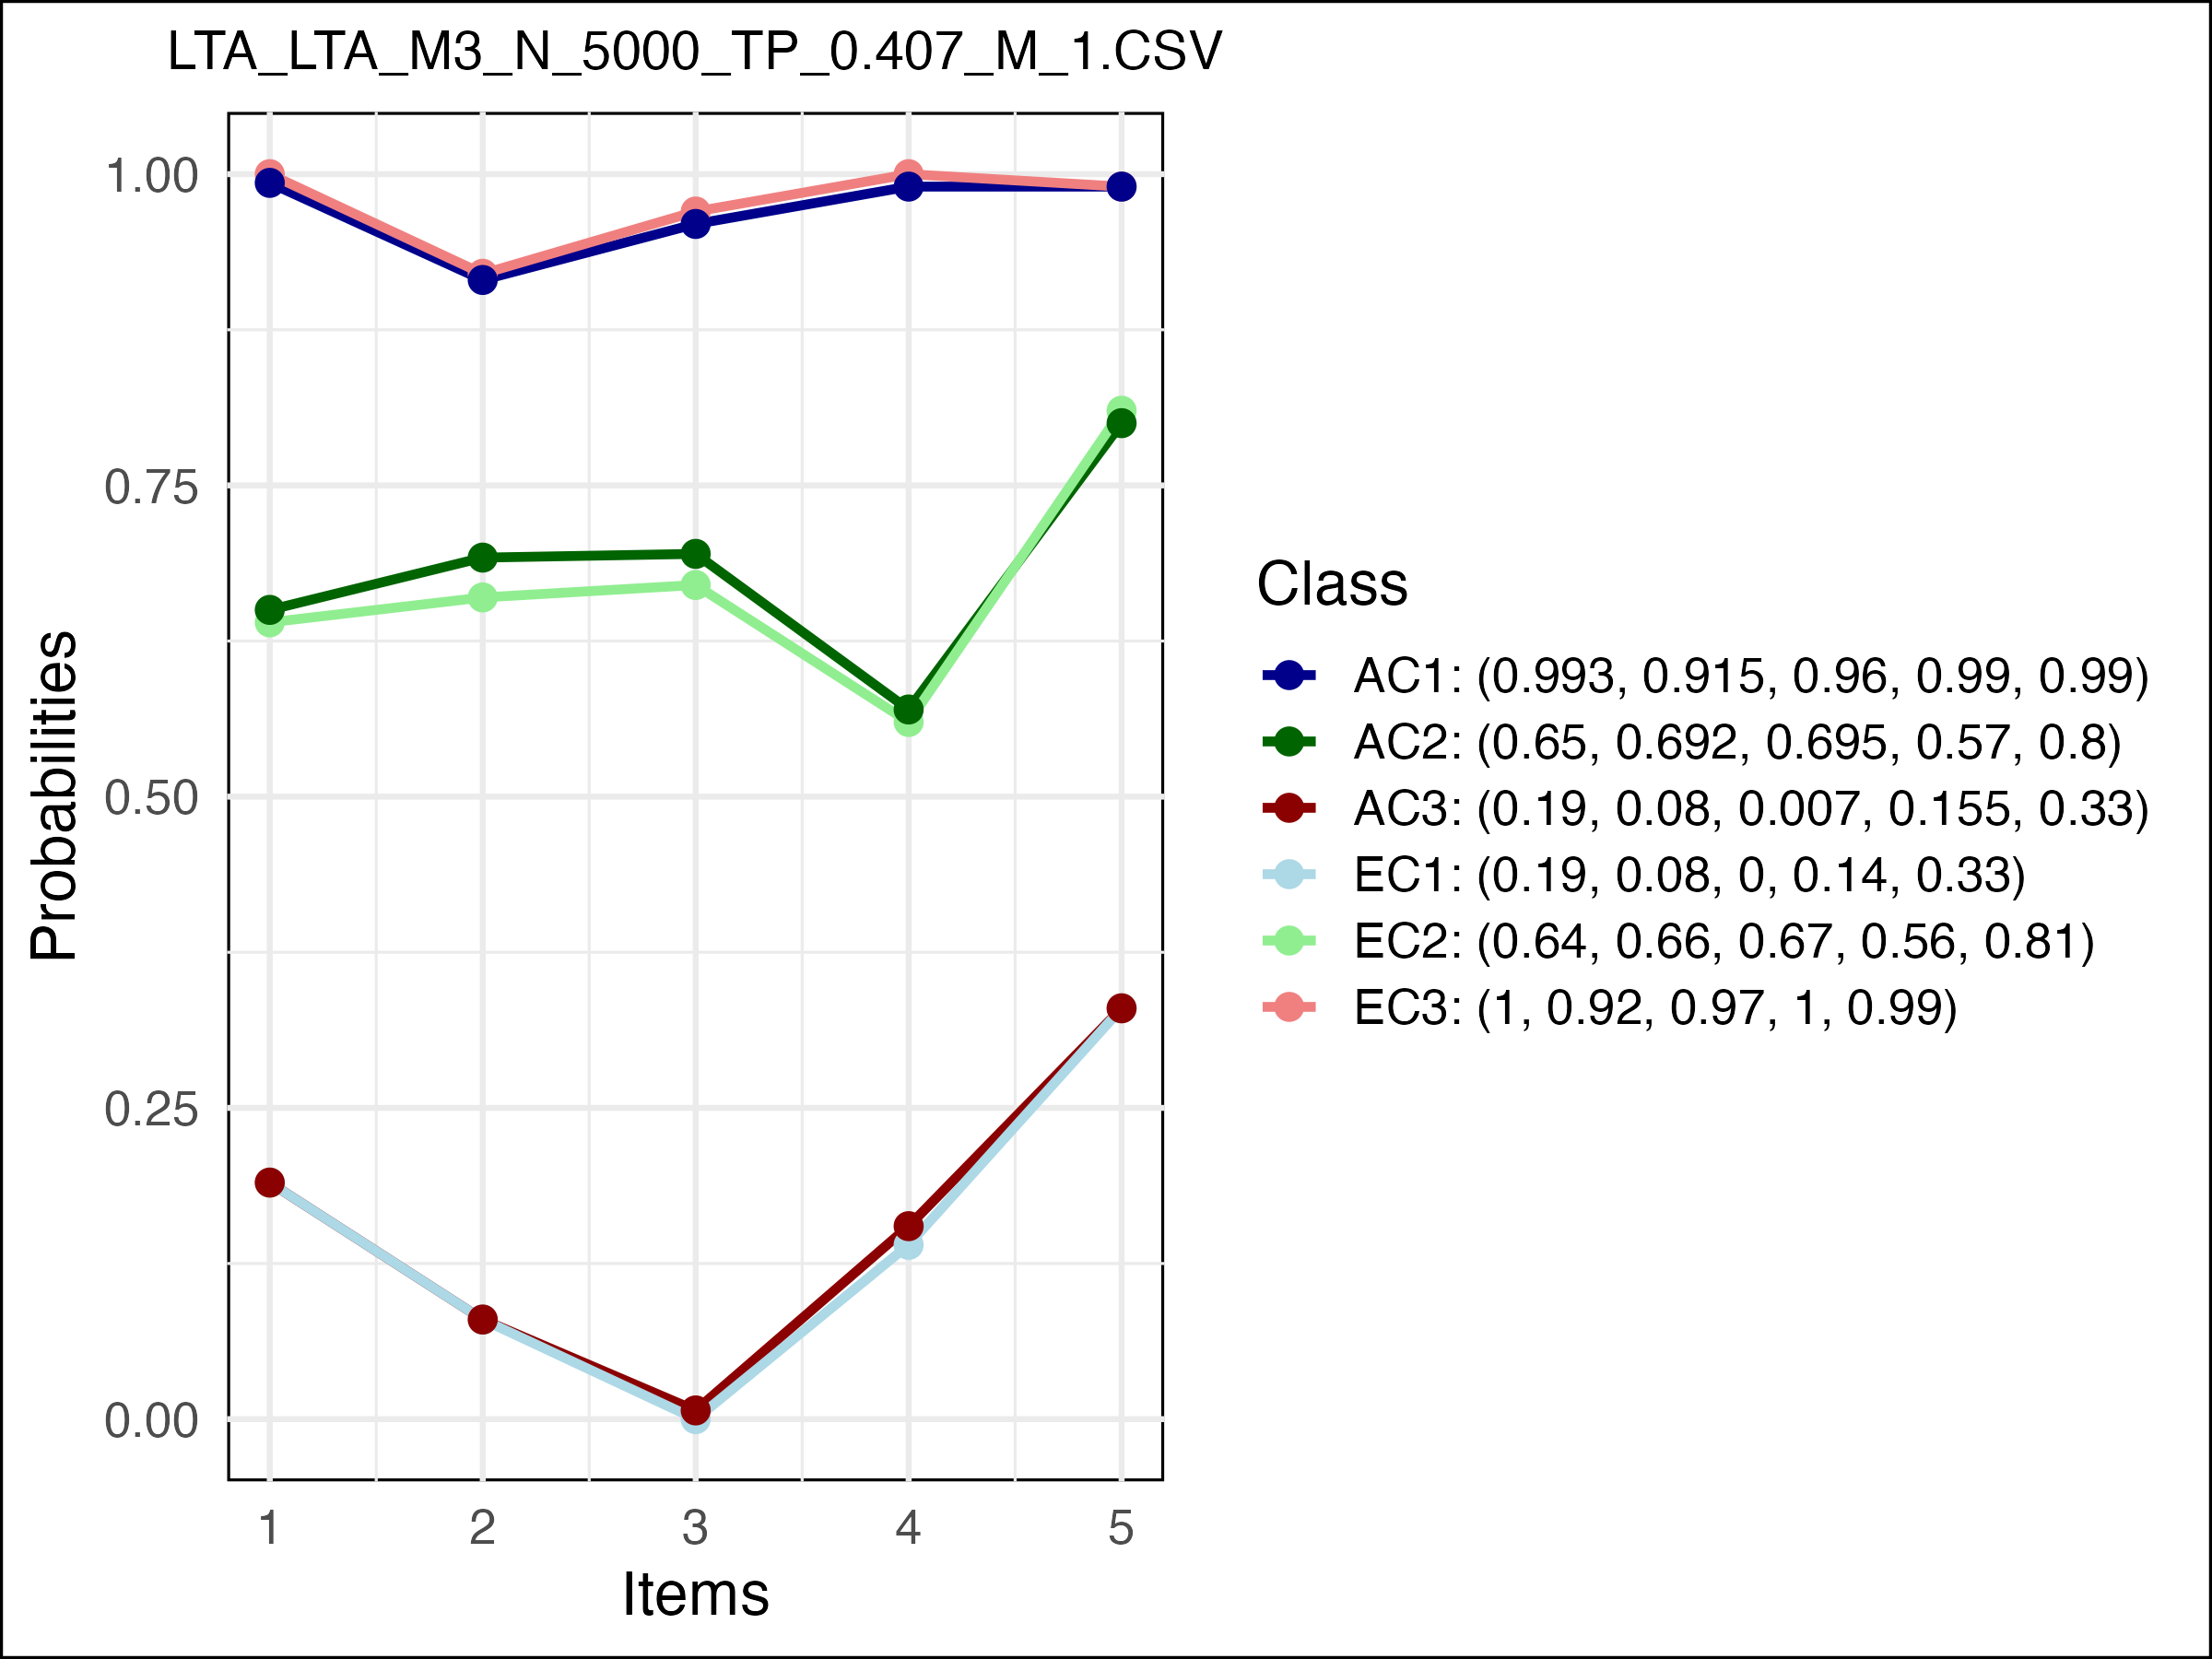 LTA_LTA_M3_N_5000_TP_0.407_M_1.CSV
1.00
0.75
0.50
0.25
0.00
Probabilities
1 2 3 4 5
Items
Class
AC1: (0.993, 0.915, 0.96, 0.99, 0.99)
AC2: (0.65, 0.692, 0.695, 0.57, 0.8)
AC3: (0.19, 0.08, 0.007, 0.155, 0.33)
EC1: (0.19, 0.08, 0, 0.14, 0.33)
EC2: (0.64, 0.66, 0.67, 0.56, 0.81)
EC3: (1, 0.92, 0.97, 1, 0.99)